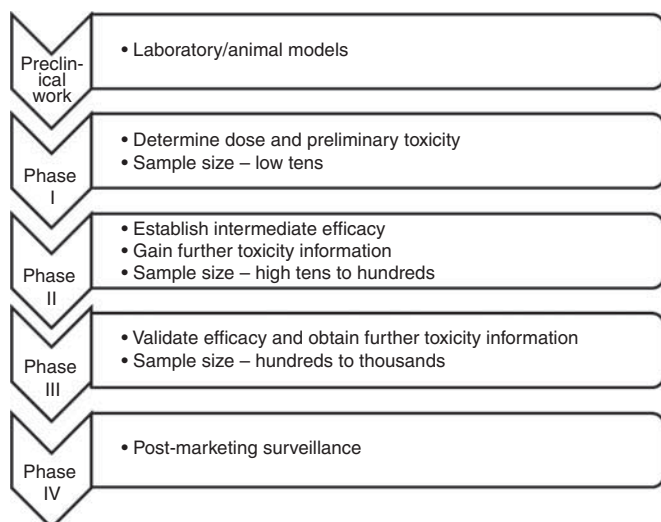 Preclin-
ical
work
• Laboratory/animal models
Phase
I
• Determine dose and preliminary toxicity
• Sample size – low tens
Phase
II
• Establish intermediate efficacy
• Gain further toxicity information
• Sample size – high tens to hundreds
Phase
III
• Validate efficacy and obtain further toxicity information
• Sample size – hundreds to thousands
Phase
IV
• Post-marketing surveillance